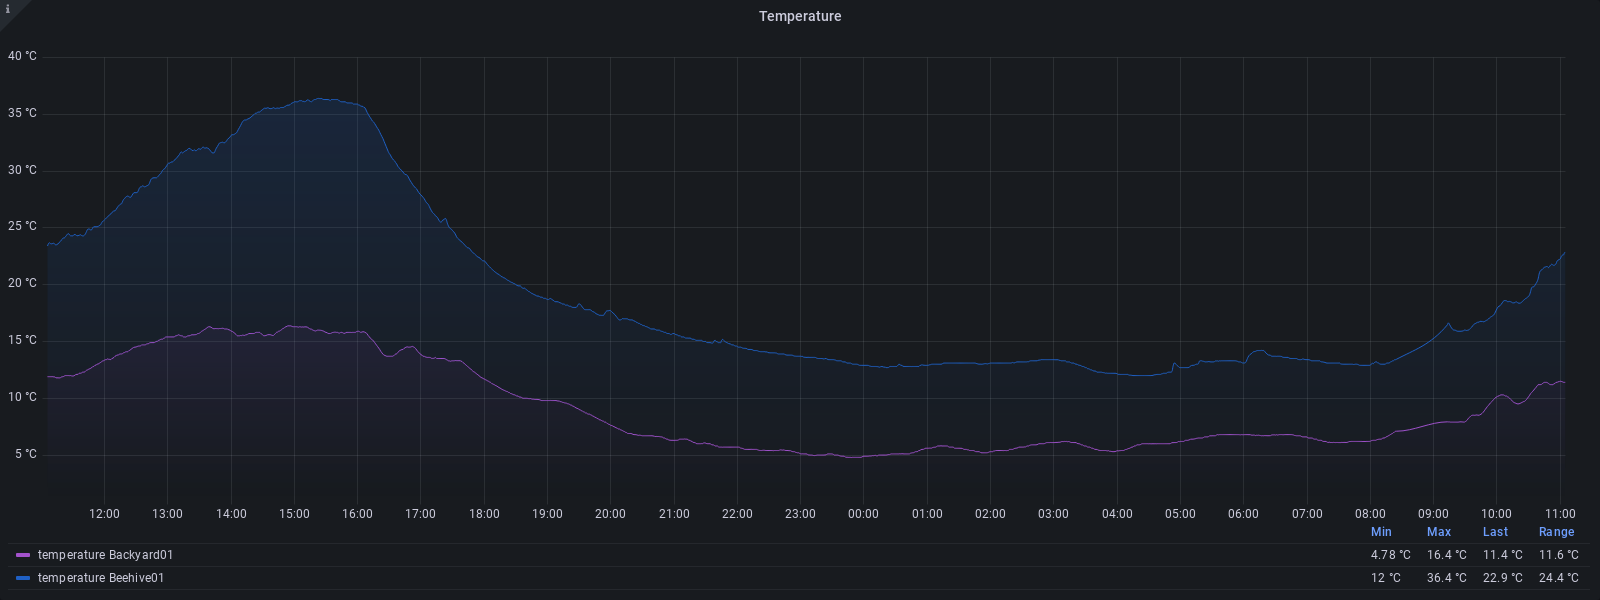 i
Temperature
40 °C
35 °C
30 °C
25 °C
20 °C
15 °C
10 °C
5 °C
12:00 13:00 14:00 15:00 16:00 17:00 18:00 19:00 20:00 21:00 22:00 23:00 00:00 01:00 02:00 03:00 04:00 05:00 06:00 07:00 08:00 09:00 10:00 11:00
Min Max Last Range
temperature Backyard01 4.78 °C 16.4 °C 11.4 °C 11.6 °C
temperature Beehive01 12 °C 36.4 °C 22.9 °C 24.4 °C